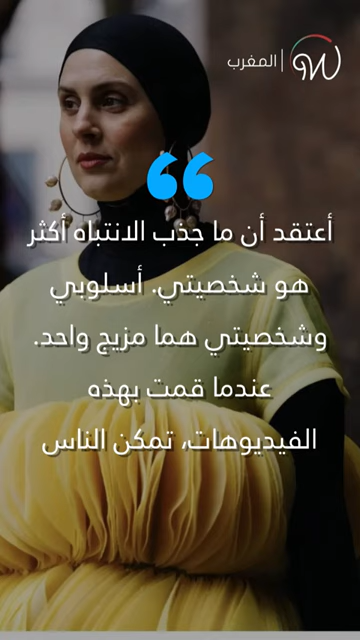 المغرب | W
أعتقد أن ما جذب الانتباه أكثر
هو شخصيتي. أسلوبي
وشخصيتي هما مزيج واحد.
عندما قمت بهذه
الفيديوهات، تمكن الناس